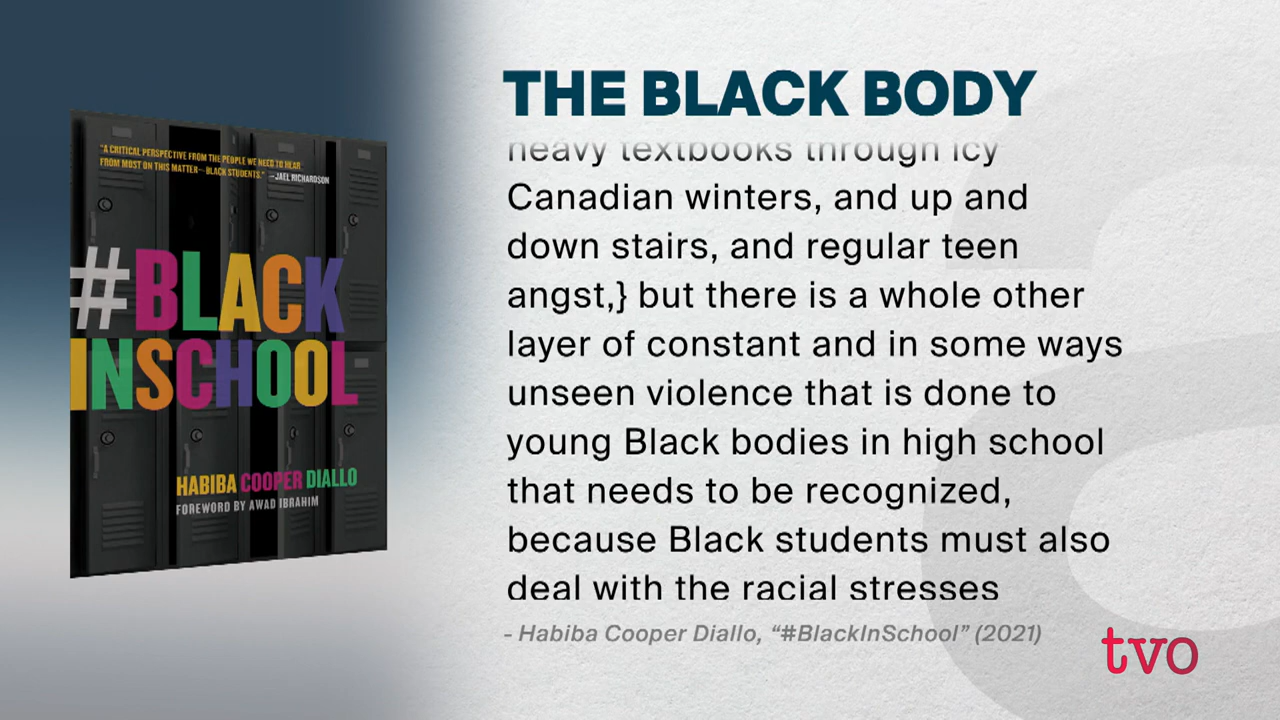 "A CRITICAL PERSPECTIVE FROM THE PEOPLE WE NEED TO HEAR
FROM MOST ON THIS MATTER—BLACK STUDENTS." —JAEL RICHARDSON
#BLACK
INSCHOOL
HABIBA COOPER DIALLO
FOREWORD BY AWAD IBRAHIM
THE BLACK BODY
heavy textbooks through icy
Canadian winters, and up and
down stairs, and regular teen
angst,} but there is a whole other
layer of constant and in some ways
unseen violence that is done to
young Black bodies in high school
that needs to be recognized,
because Black students must also
deal with the racial stresses
- Habiba Cooper Diallo, “#BlackInSchool” (2021)
tvo